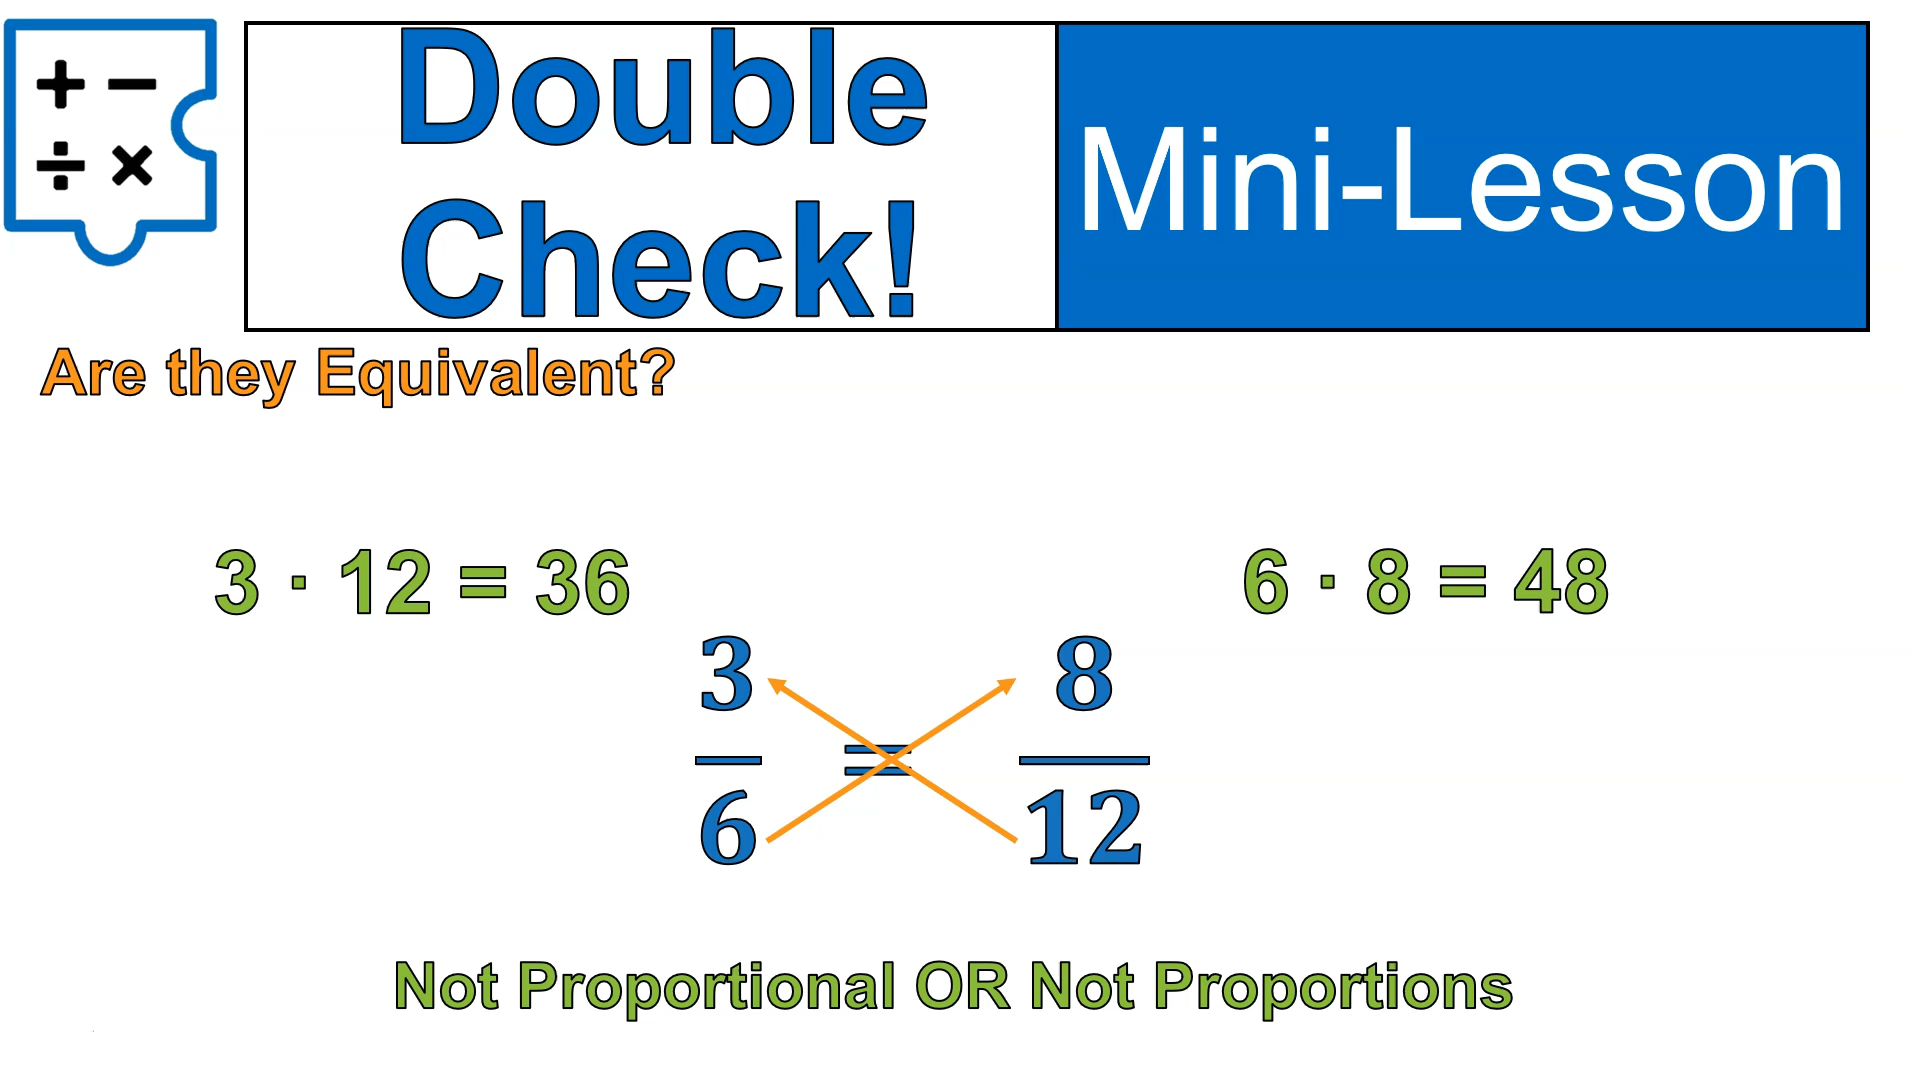 + −
÷ ×
Double
Check!
Mini-Lesson
Are they Equivalent?
3 · 12 = 36
6 · 8 = 48
3/6 = 8/12
Not Proportional OR Not Proportions